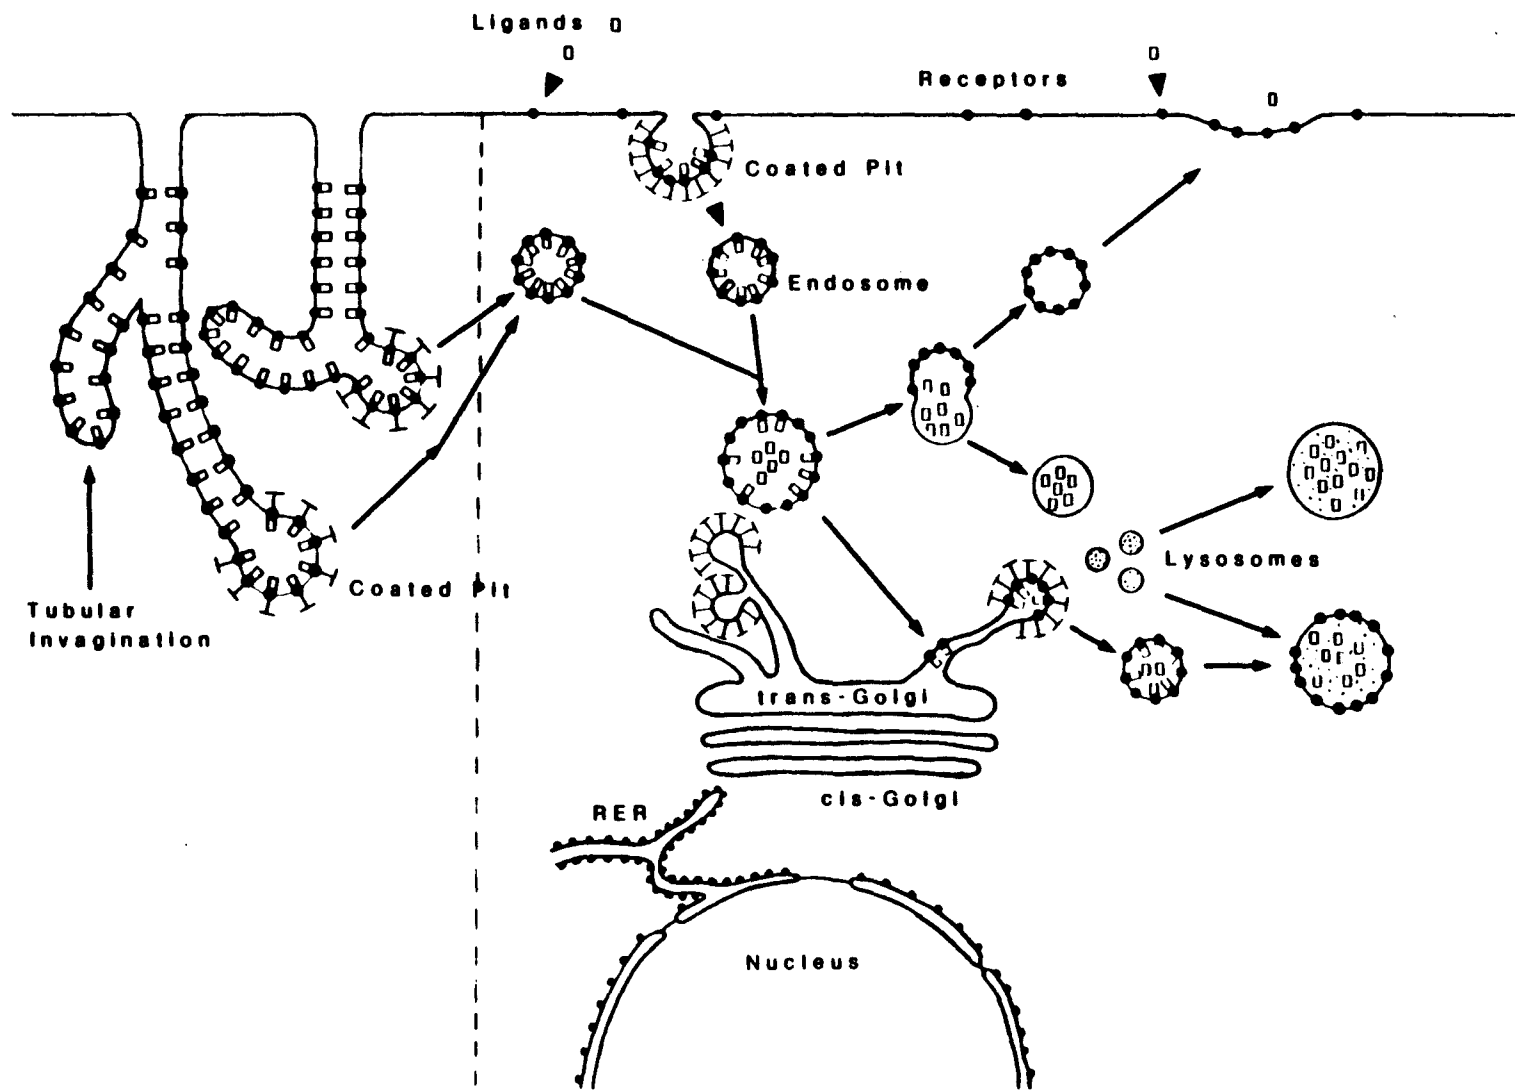 Ligands
Receptors
Coated Pit
Endosome
Lysosomes
Coated Pit
Tubular
Invagination
trans-Golgi
cis-Golgi
RER
Nucleus